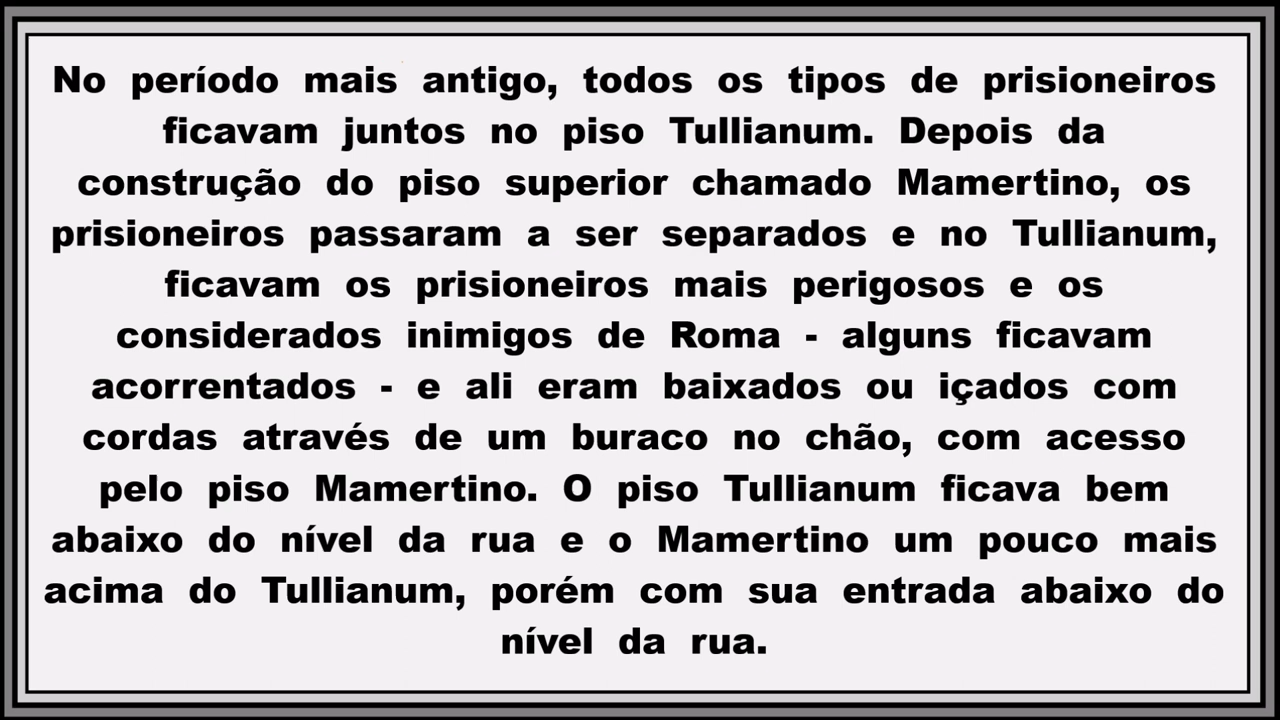 No período mais antigo, todos os tipos de prisioneiros
ficavam juntos no piso Tullianum. Depois da
construção do piso superior chamado Mamertino, os
prisioneiros passaram a ser separados e no Tullianum,
ficavam os prisioneiros mais perigosos e os
considerados inimigos de Roma - alguns ficavam
acorrentados - e ali eram baixados ou içados com
cordas através de um buraco no chão, com acesso
pelo piso Mamertino. O piso Tullianum ficava bem
abaixo do nível da rua e o Mamertino um pouco mais
acima do Tullianum, porém com sua entrada abaixo do
nível da rua.